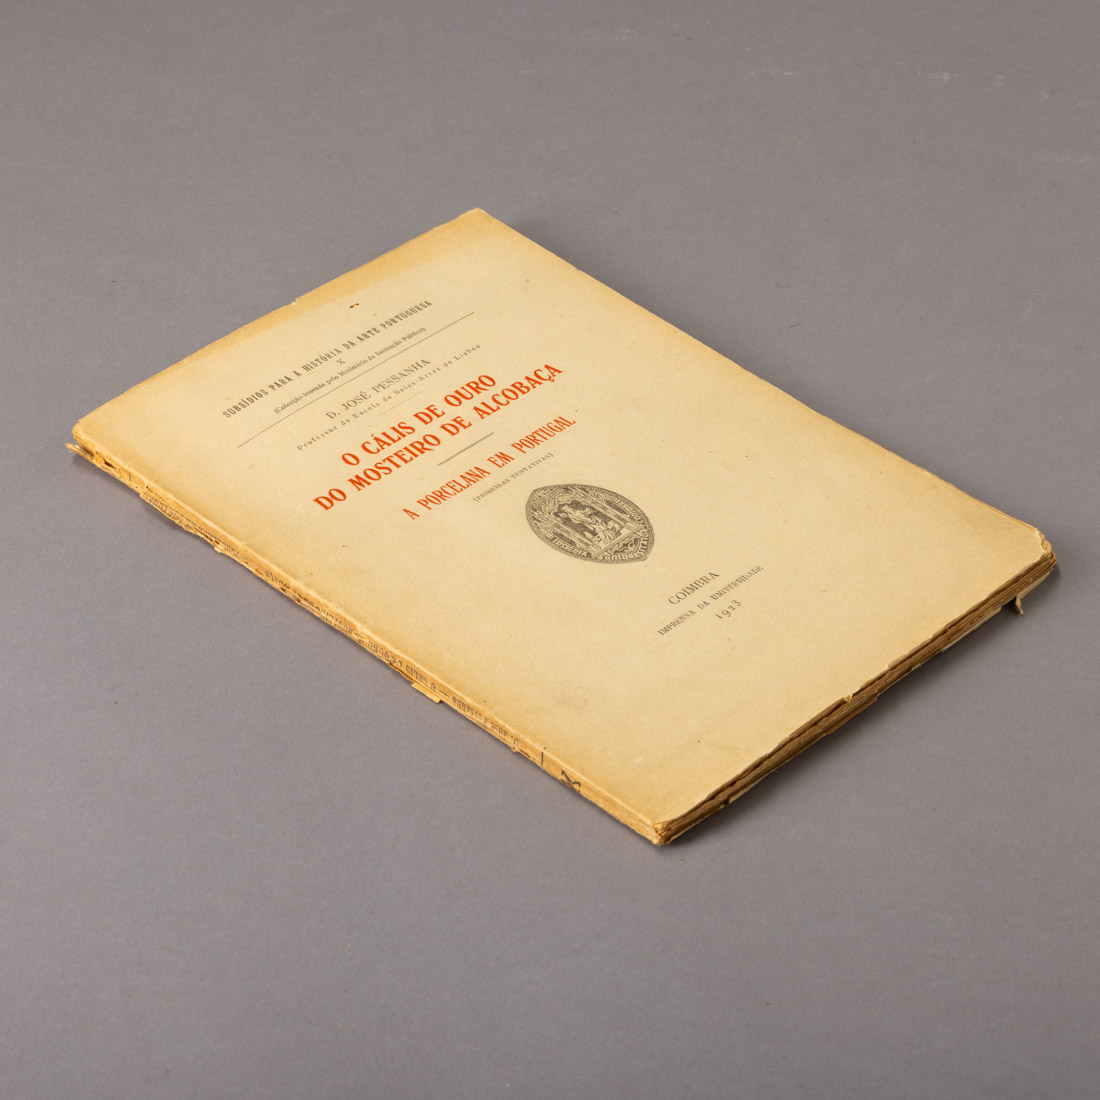 SUBSÍDIOS PARA A HISTÓRIA DA ARTE PORTUGUESA
X
(Colecção louvada pelo Ministério da Instrução Pública)
D. JOSÉ PESSANHA
Professor da Escola de Belas-Artes de Lisboa
O CÁLIS DE OURO
DO MOSTEIRO DE ALCOBAÇA
A PORCELANA EM PORTUGAL
(PRIMEIRAS TENTATIVAS)
COIMBRA
IMPRENSA DA UNIVERSIDADE
1923
X